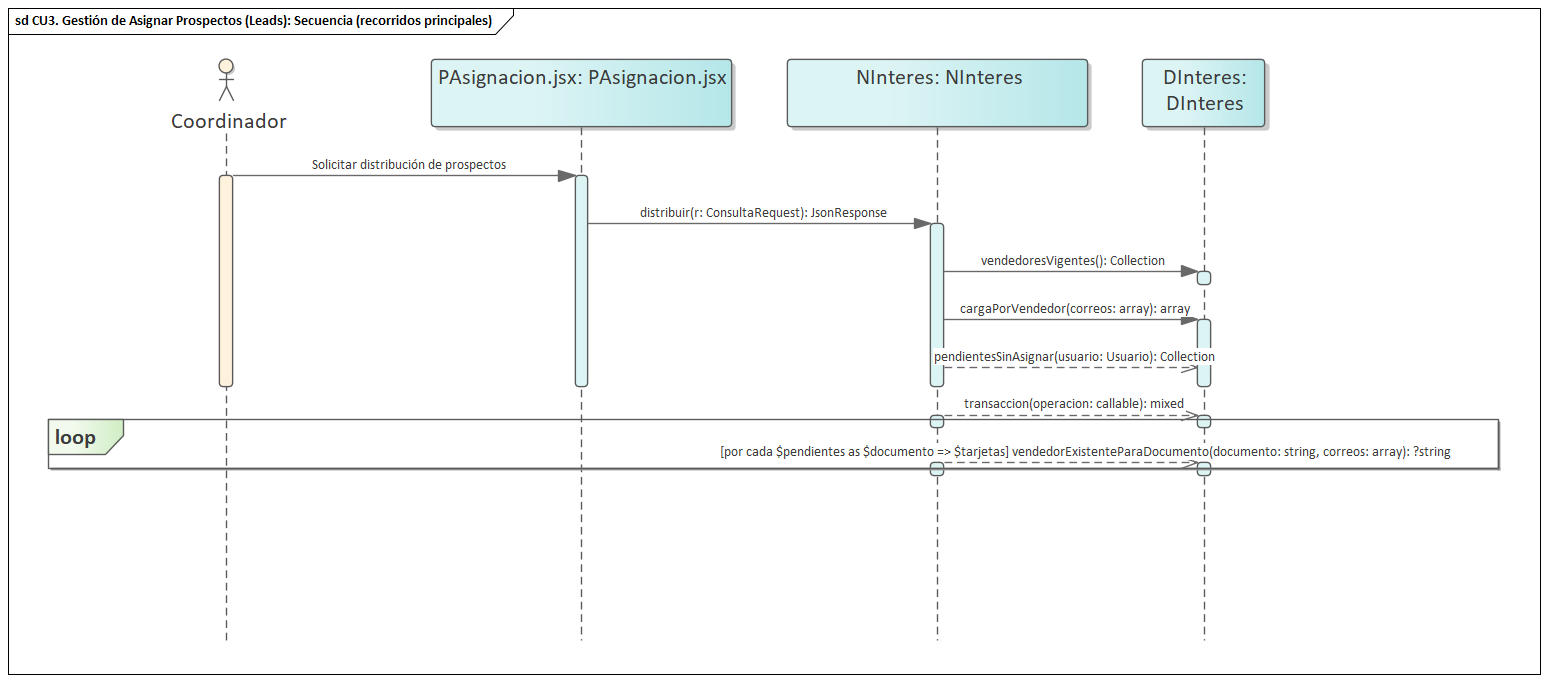 sd CU3. Gestión de Asignar Prospectos (Leads): Secuencia (recorridos principales)
PAsignacion.jsx: PAsignacion.jsx
NInteres: NInteres
DInteres:
DInteres
Coordinador
Solicitar distribución de prospectos
distribuir(r: ConsultaRequest): JsonResponse
vendedoresVigentes(): Collection
cargaPorVendedor(correos: array): array
pendientesSinAsignar(usuario: Usuario): Collection
transaccion(operacion: callable): mixed
loop
[por cada $pendientes as $documento => $tarjetas] vendedorExistenteParaDocumento(documento: string, correos: array): ?string